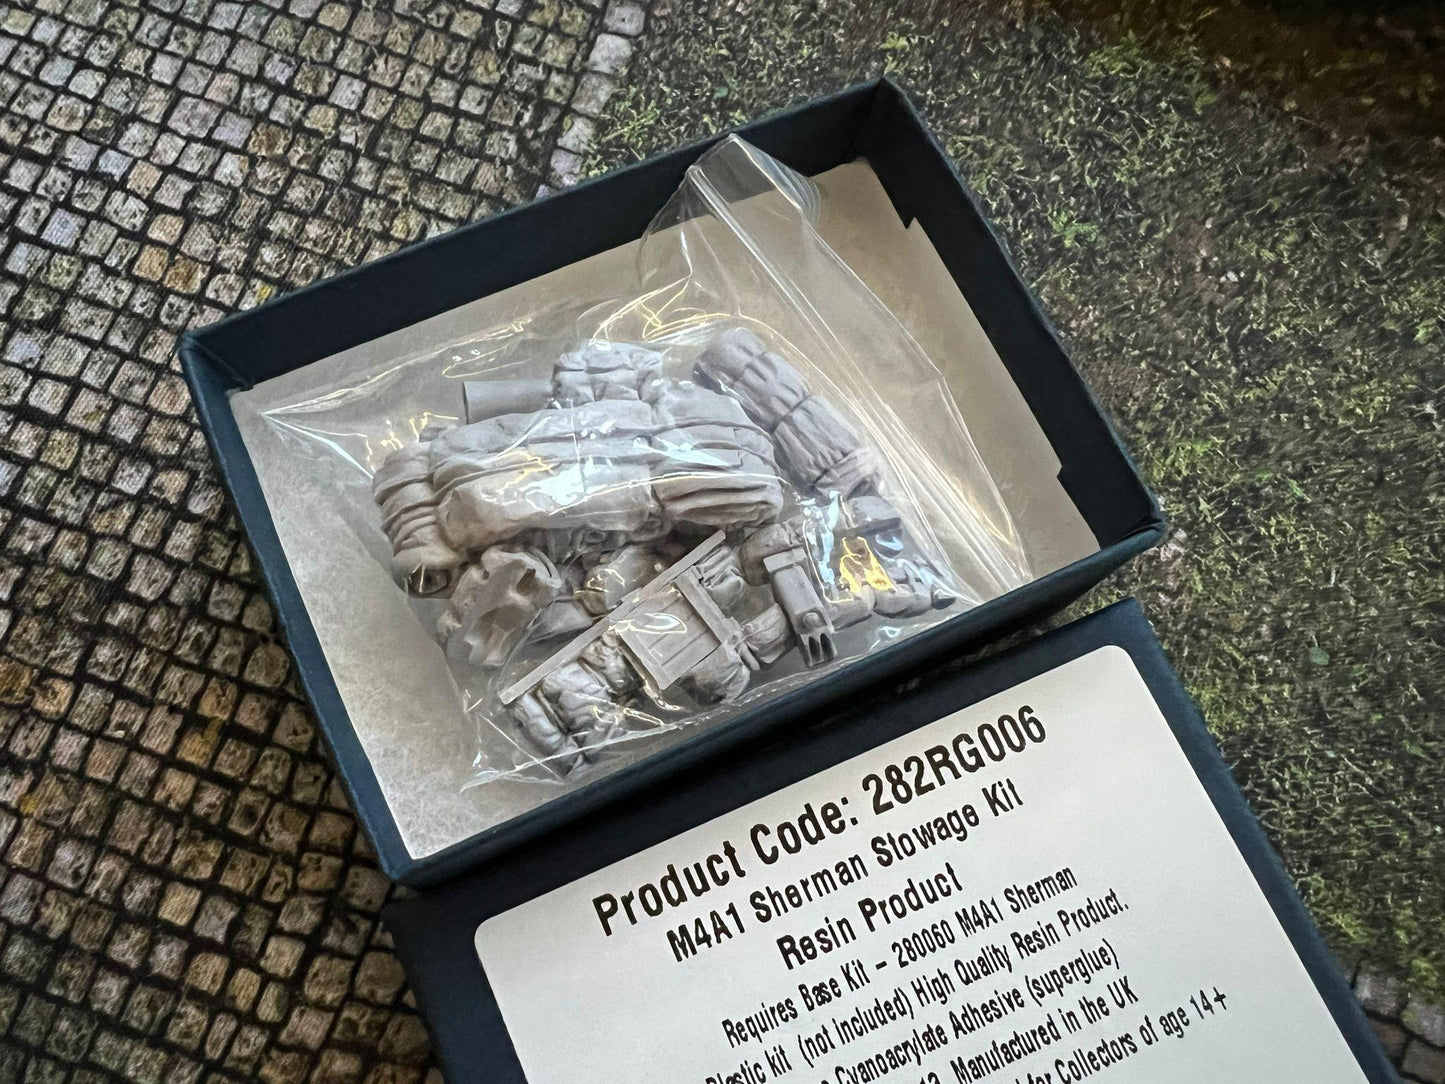 Product Code: 282RG006
M4A1 Sherman Stowage Kit
Resin Product
Requires Base Kit – 280060 M4A1 Sherman
Plastic kit (not included) High Quality Resin Product.
Cyanoacrylate Adhesive (superglue)
Manufactured in the UK
for Collectors of age 14+